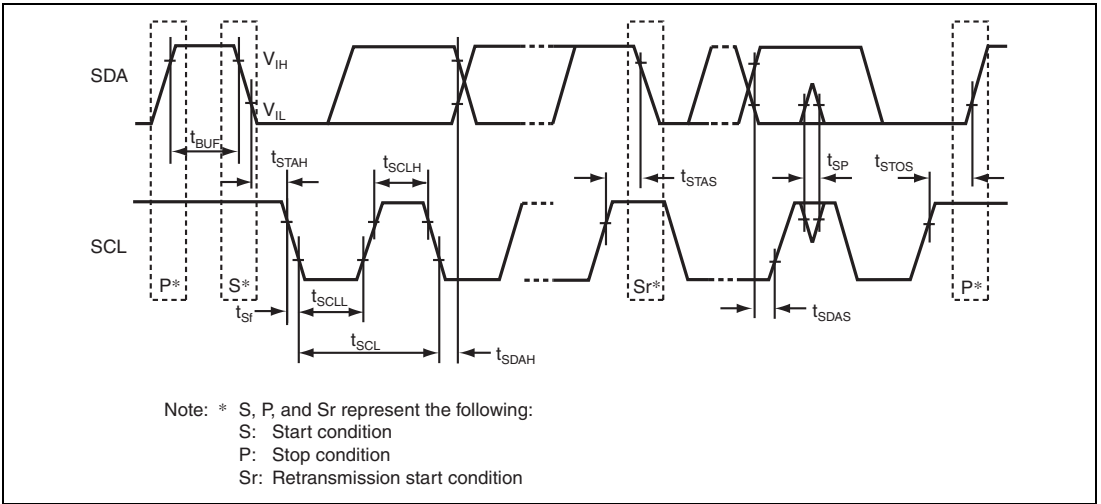 SDA
V_IH
V_IL
t_BUF
t_STAH
t_SCLH
t_STAS
t_SP
t_STOS
SCL
P*
S*
Sr*
P*
t_Sf
t_SCLL
t_SCL
t_SDAH
t_SDAS
Note: * S, P, and Sr represent the following:
S: Start condition
P: Stop condition
Sr: Retransmission start condition